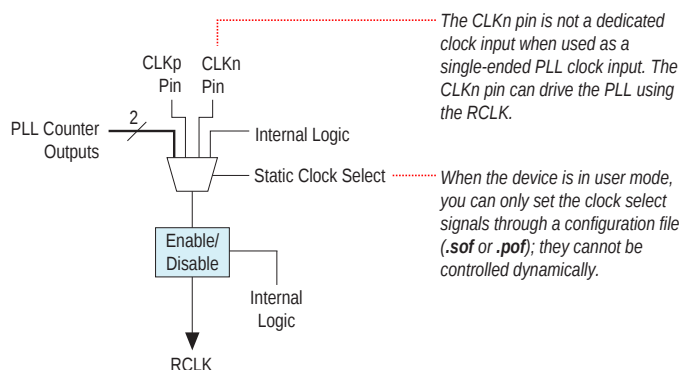 The CLKn pin is not a dedicated
clock input when used as a
single-ended PLL clock input. The
CLKn pin can drive the PLL using
the RCLK.
CLKp
Pin
CLKn
Pin
2
PLL Counter
Outputs
Internal Logic
Static Clock Select
When the device is in user mode,
you can only set the clock select
signals through a configuration file
(.sof or .pof); they cannot be
controlled dynamically.
Enable/
Disable
Internal
Logic
RCLK